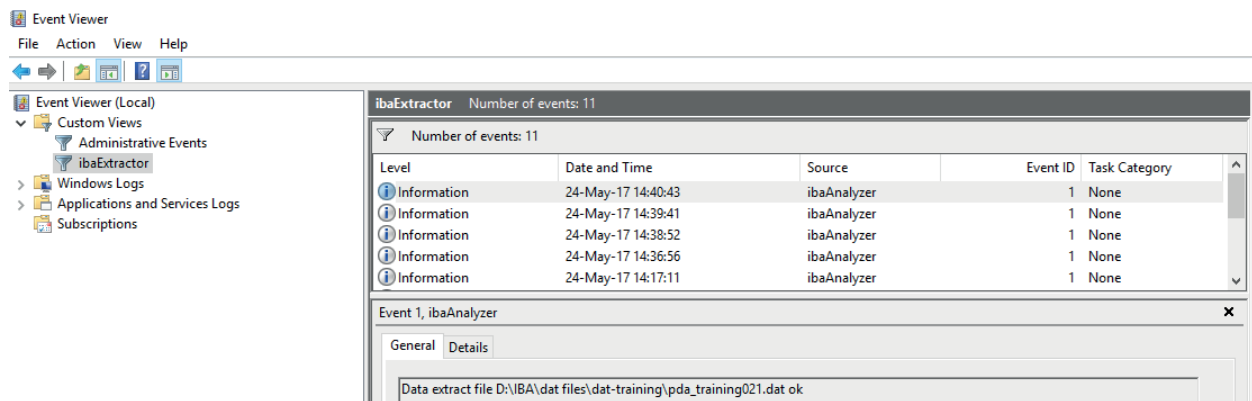 Event Viewer
File Action View Help
Event Viewer (Local)
Custom Views
Administrative Events
ibaExtractor
Windows Logs
Applications and Services Logs
Subscriptions
ibaExtractor Number of events: 11
Number of events: 11
Level Date and Time Source Event ID Task Category
Information 24-May-17 14:40:43 ibaAnalyzer 1 None
Information 24-May-17 14:39:41 ibaAnalyzer 1 None
Information 24-May-17 14:38:52 ibaAnalyzer 1 None
Information 24-May-17 14:36:56 ibaAnalyzer 1 None
Information 24-May-17 14:17:11 ibaAnalyzer 1 None
Event 1, ibaAnalyzer
General Details
Data extract file D:\IBA\dat files\dat-training\pda_training021.dat ok